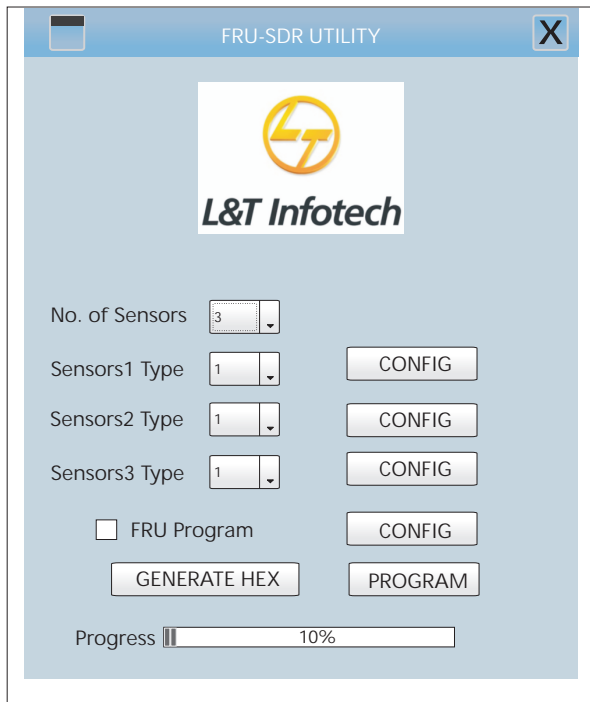 FRU-SDR UTILITY
X
LT
L&T Infotech
No. of Sensors 3
Sensors1 Type 1 CONFIG
Sensors2 Type 1 CONFIG
Sensors3 Type 1 CONFIG
FRU Program CONFIG
GENERATE HEX PROGRAM
Progress 10%